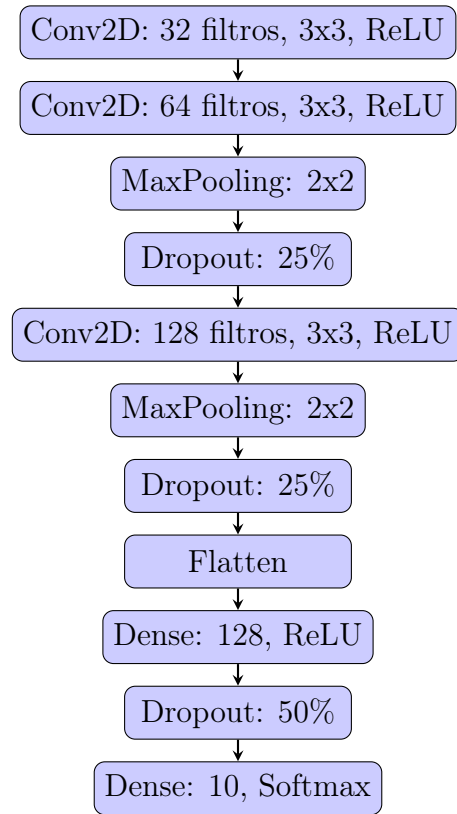 Conv2D: 32 filtros, 3x3, ReLU
Conv2D: 64 filtros, 3x3, ReLU
MaxPooling: 2x2
Dropout: 25%
Conv2D: 128 filtros, 3x3, ReLU
MaxPooling: 2x2
Dropout: 25%
Flatten
Dense: 128, ReLU
Dropout: 50%
Dense: 10, Softmax